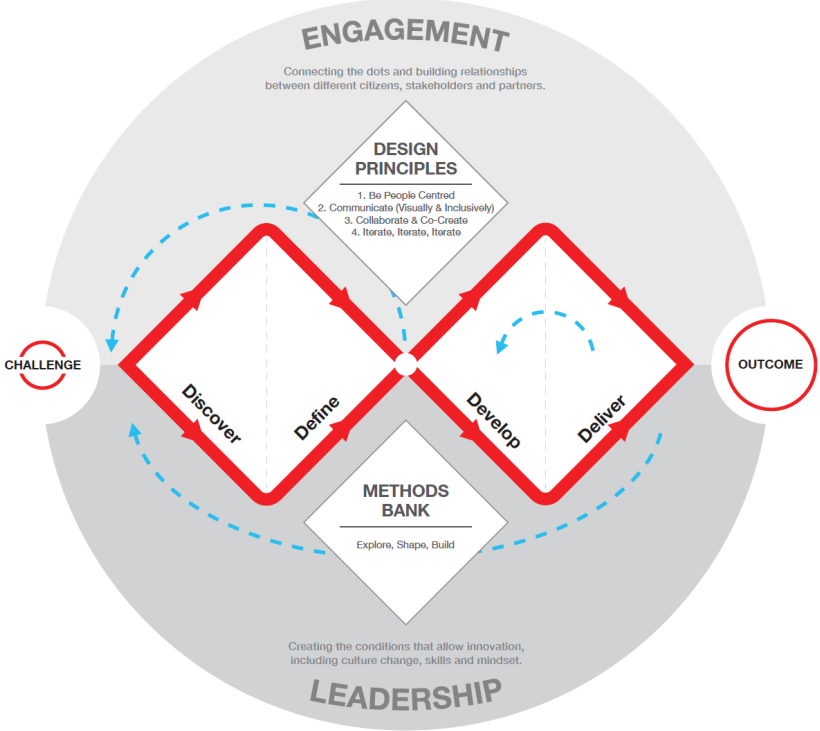 ENGAGEMENT
Connecting the dots and building relationships
between different citizens, stakeholders and partners.
DESIGN
PRINCIPLES
1. Be People Centred
2. Communicate (Visually & Inclusively)
3. Collaborate & Co-Create
4. Iterate, Iterate, Iterate
CHALLENGE
OUTCOME
Discover
Define
Develop
Deliver
METHODS
BANK
Explore, Shape, Build
Creating the conditions that allow innovation,
including culture change, skills and mindset.
LEADERSHIP